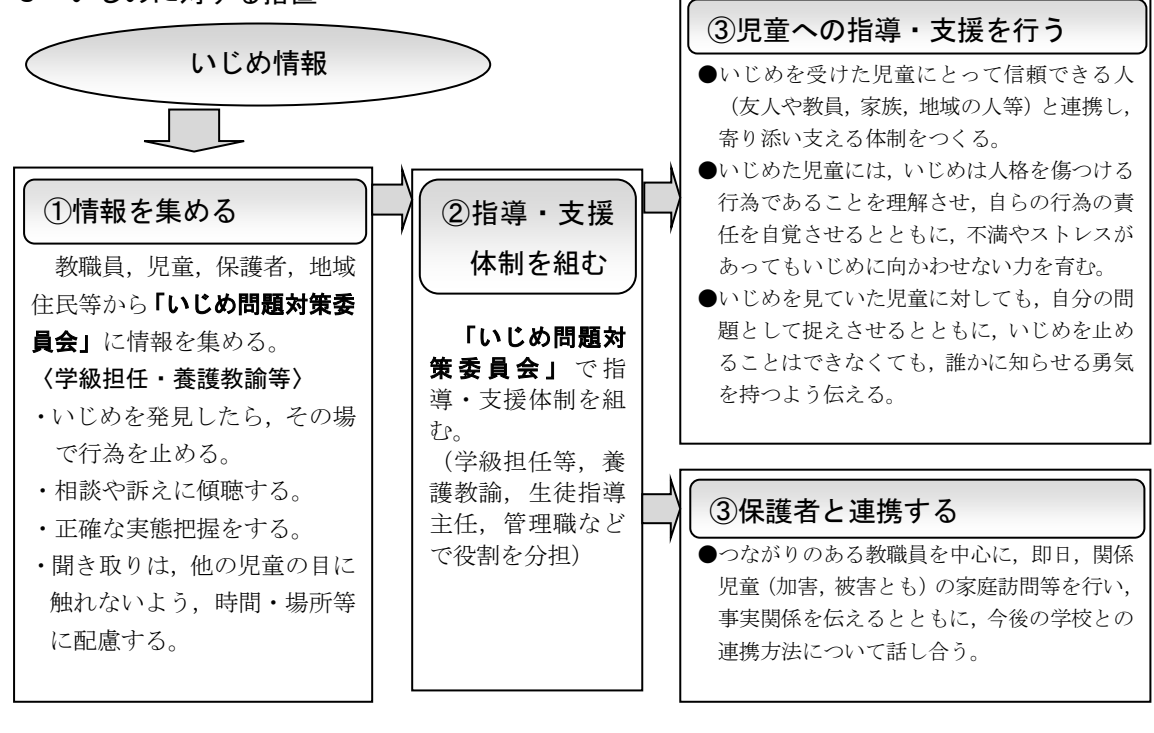 いじめに対する措置
いじめ情報
①情報を集める
教職員，児童，保護者，地域
住民等から「いじめ問題対策委
員会」に情報を集める。
〈学級担任・養護教諭等〉
・いじめを発見したら，その場
で行為を止める。
・相談や訴えに傾聴する。
・正確な実態把握をする。
・聞き取りは，他の児童の目に
触れないよう，時間・場所等
に配慮する。
②指導・支援
体制を組む
「いじめ問題対
策委員会」で指
導・支援体制を組
む。
（学級担任等，養
護教諭，生徒指導
主任，管理職など
で役割を分担）
③児童への指導・支援を行う
●いじめを受けた児童にとって信頼できる人
（友人や教員，家族，地域の人等）と連携し，
寄り添い支える体制をつくる。
●いじめた児童には，いじめは人格を傷つける
行為であることを理解させ，自らの行為の責
任を自覚させるとともに，不満やストレスが
あってもいじめに向かわせない力を育む。
●いじめを見ていた児童に対しても，自分の問
題として捉えさせるとともに，いじめを止め
ることはできなくても，誰かに知らせる勇気
を持つよう伝える。
③保護者と連携する
●つながりのある教職員を中心に，即日，関係
児童（加害，被害とも）の家庭訪問等を行い，
事実関係を伝えるとともに，今後の学校との
連携方法について話し合う。